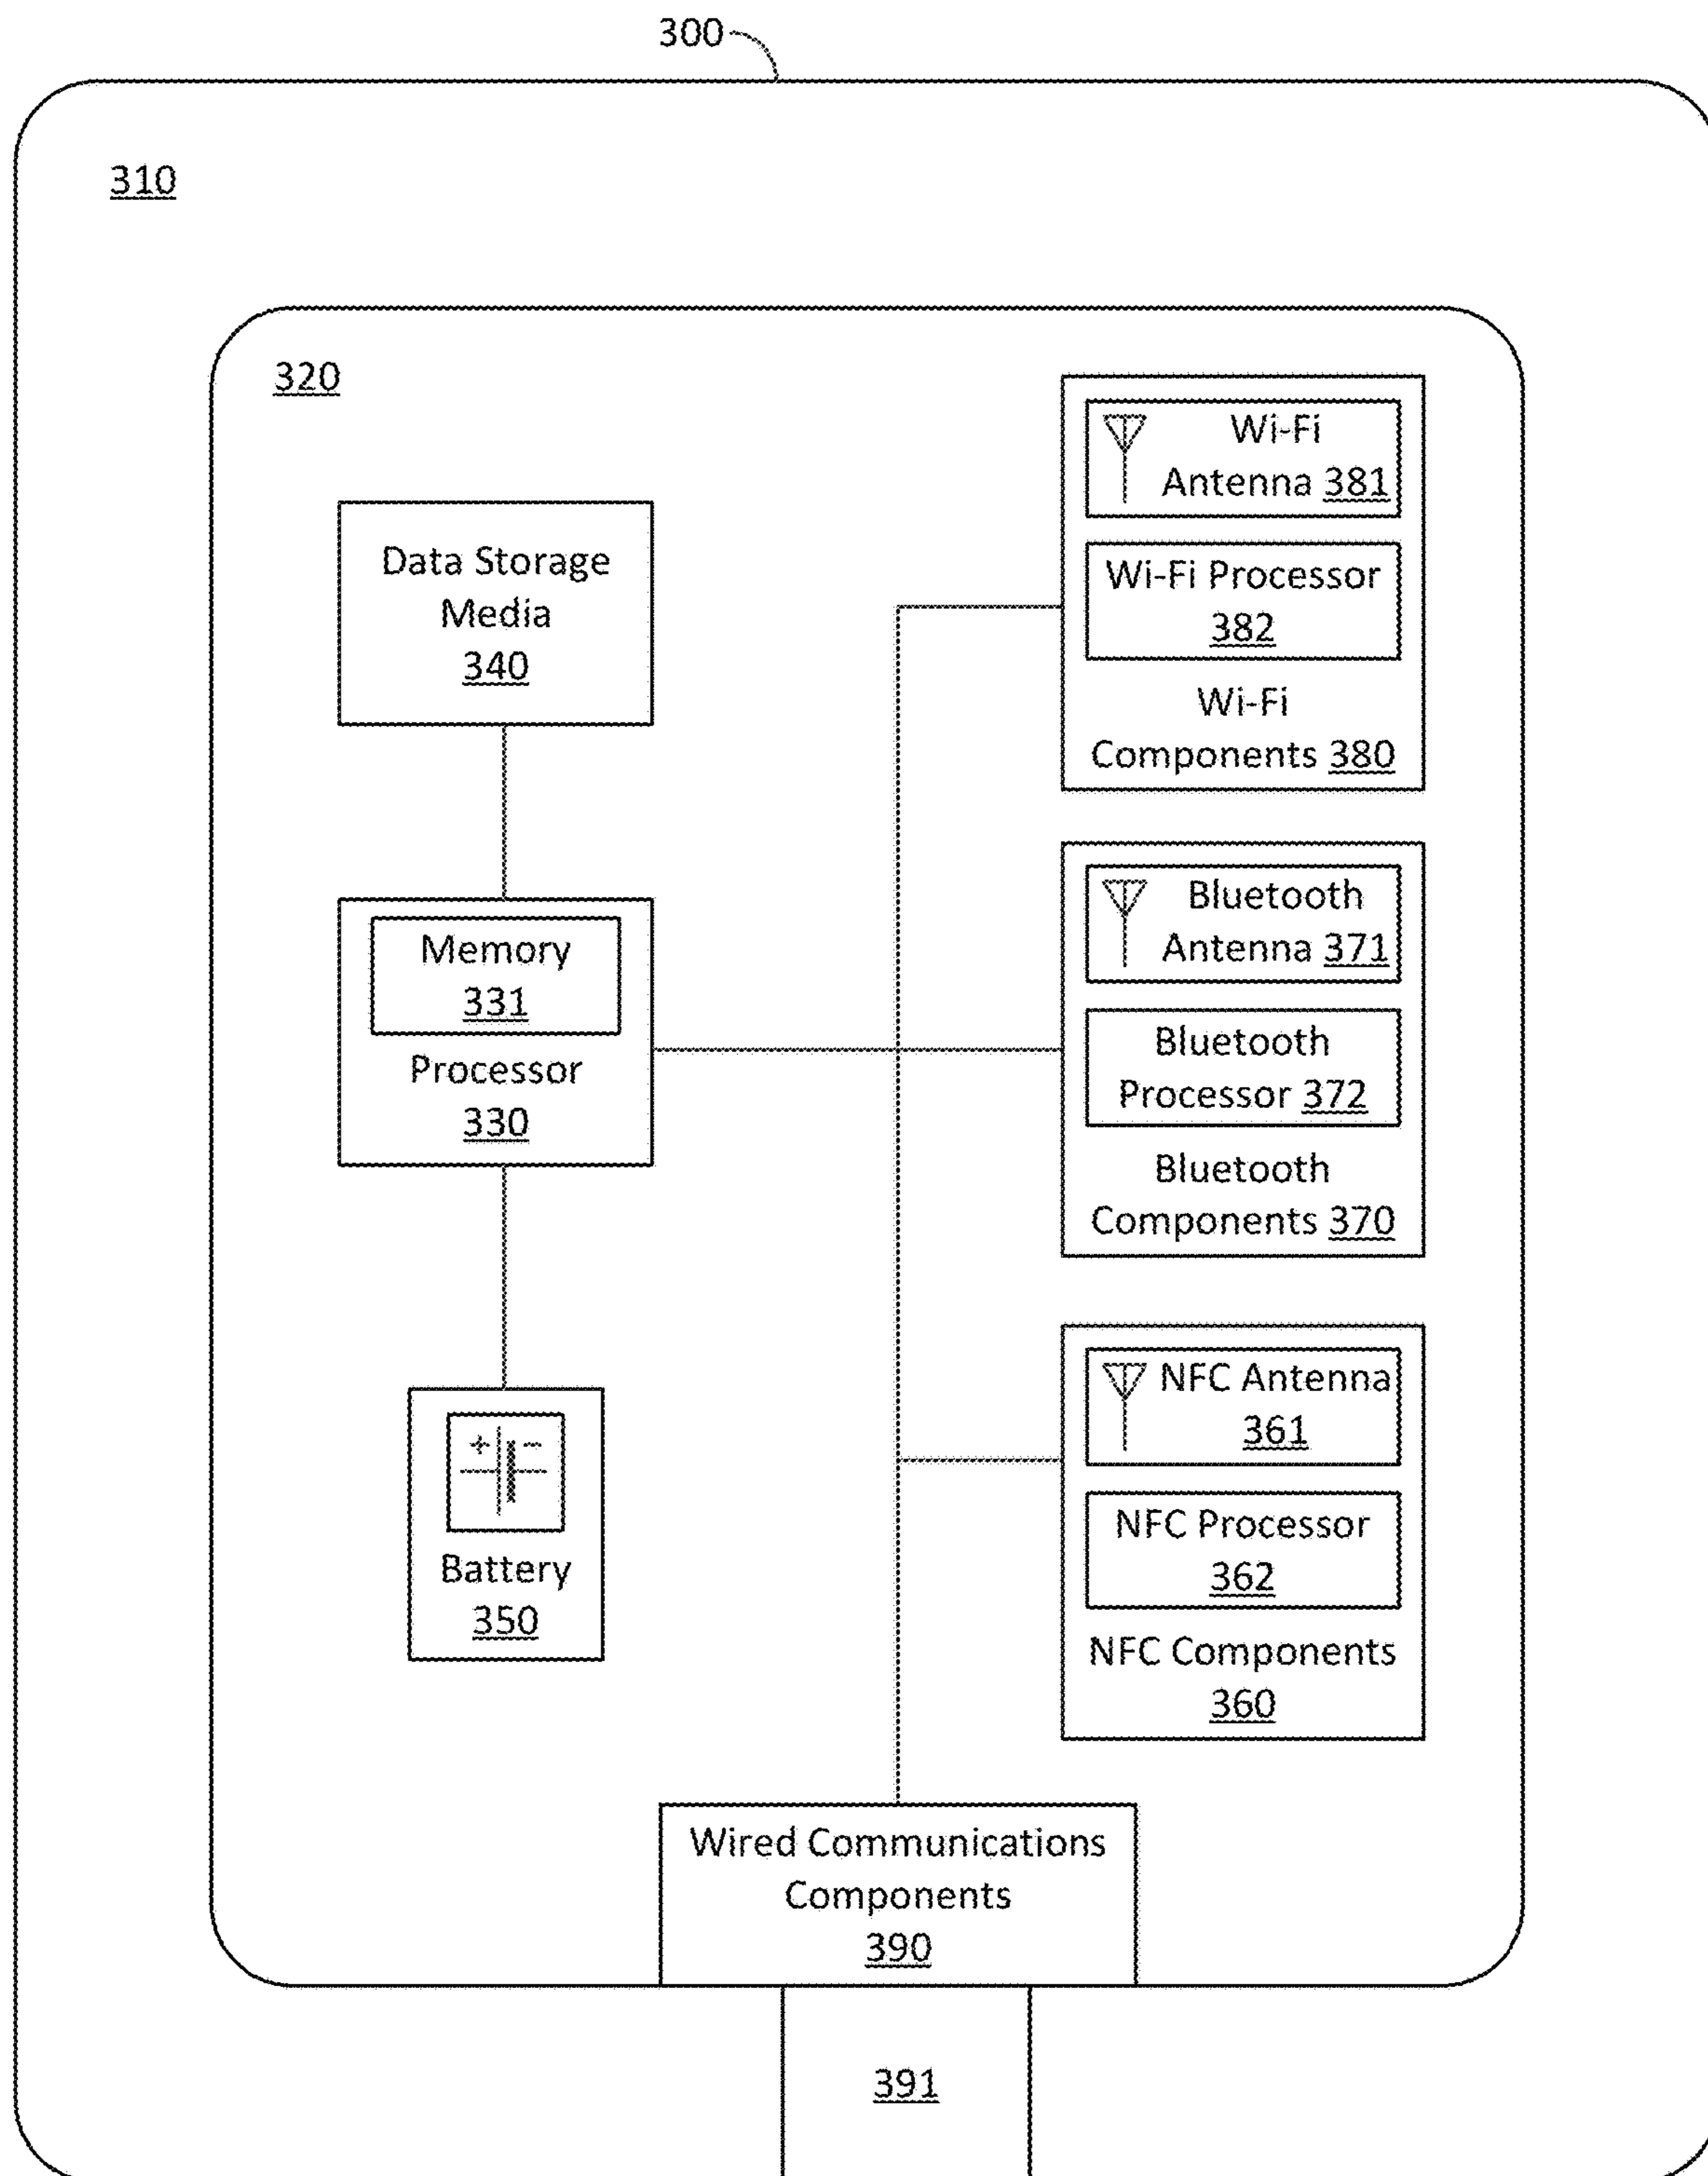 300
310
320
Data Storage
Media
340
Memory
331
Processor
330
+ −
Battery
350
Wi-Fi
Antenna 381
Wi-Fi Processor
382
Wi-Fi
Components 380
Bluetooth
Antenna 371
Bluetooth
Processor 372
Bluetooth
Components 370
NFC Antenna
361
NFC Processor
362
NFC Components
360
Wired Communications
Components
390
391